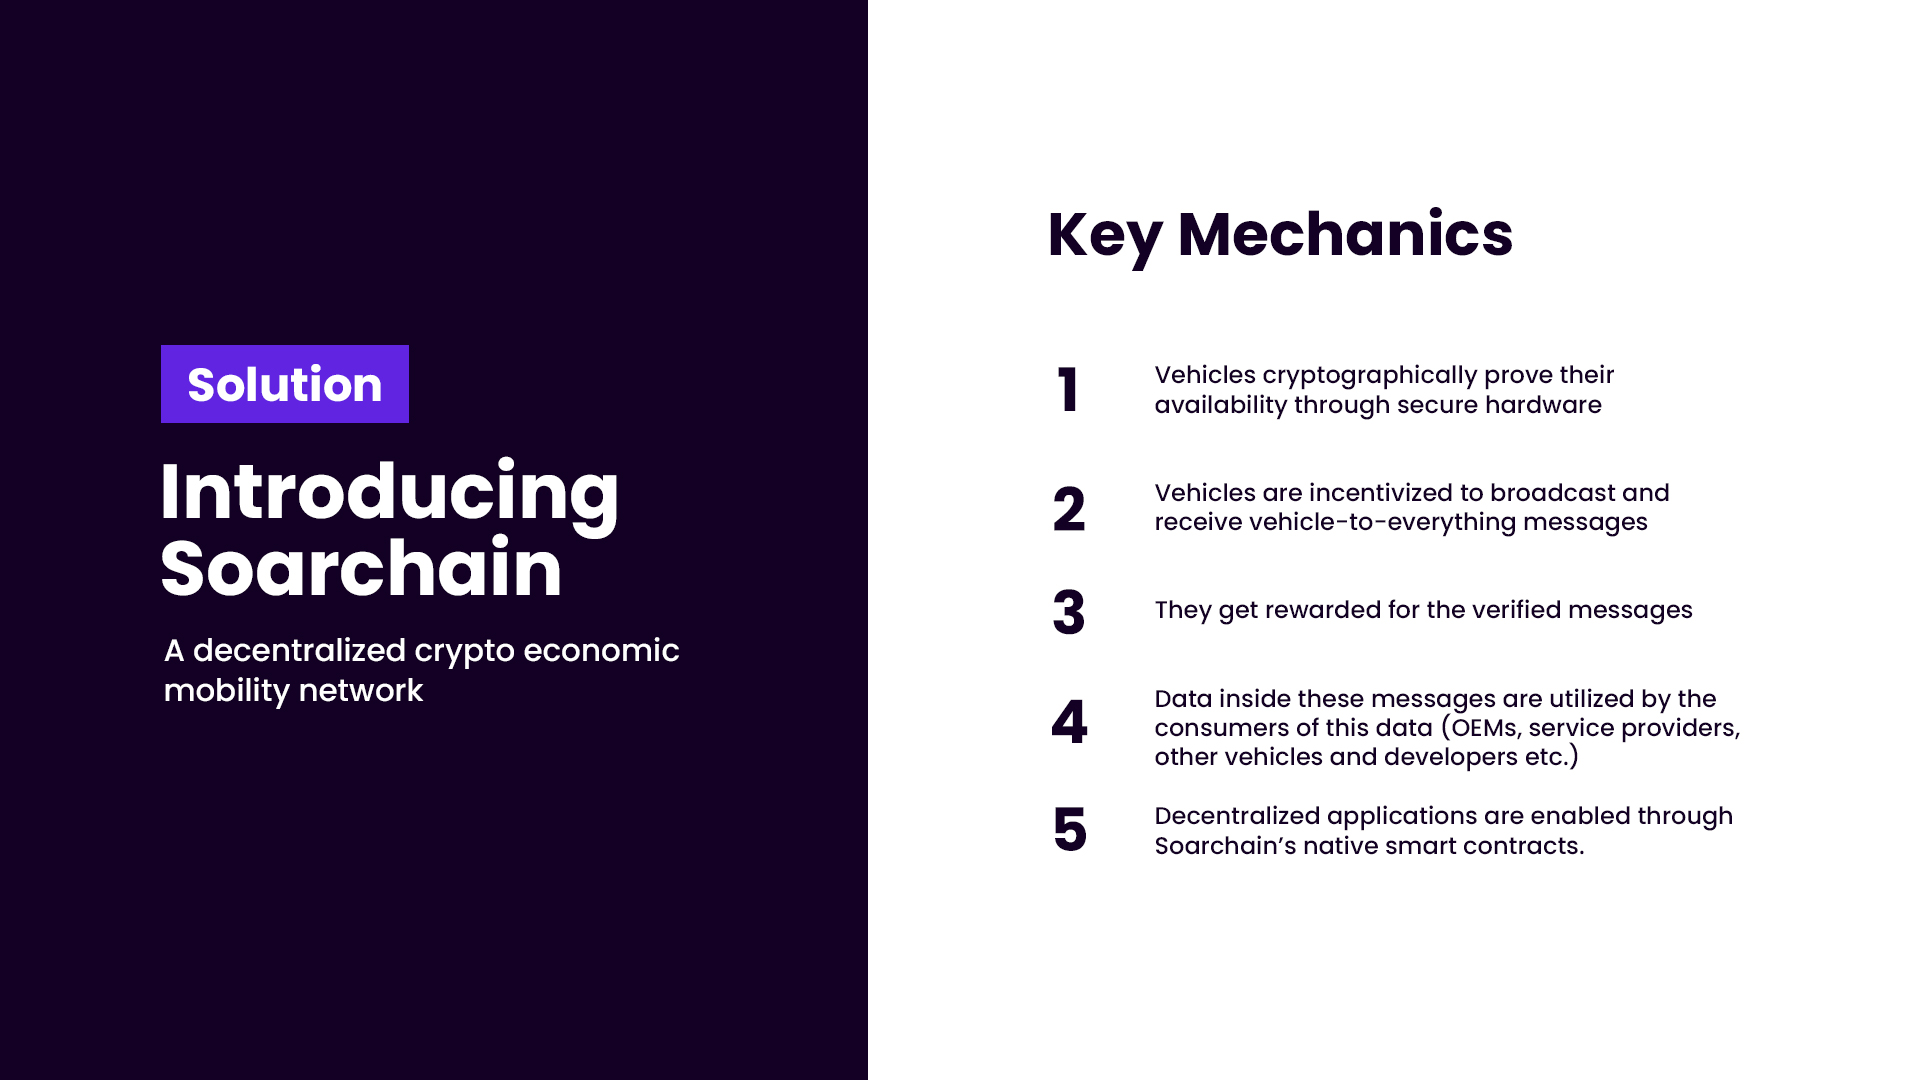 Solution
Introducing
Soarchain
A decentralized crypto economic
mobility network
Key Mechanics
1
Vehicles cryptographically prove their
availability through secure hardware
2
Vehicles are incentivized to broadcast and
receive vehicle-to-everything messages
3
They get rewarded for the verified messages
4
Data inside these messages are utilized by the
consumers of this data (OEMs, service providers,
other vehicles and developers etc.)
5
Decentralized applications are enabled through
Soarchain’s native smart contracts.